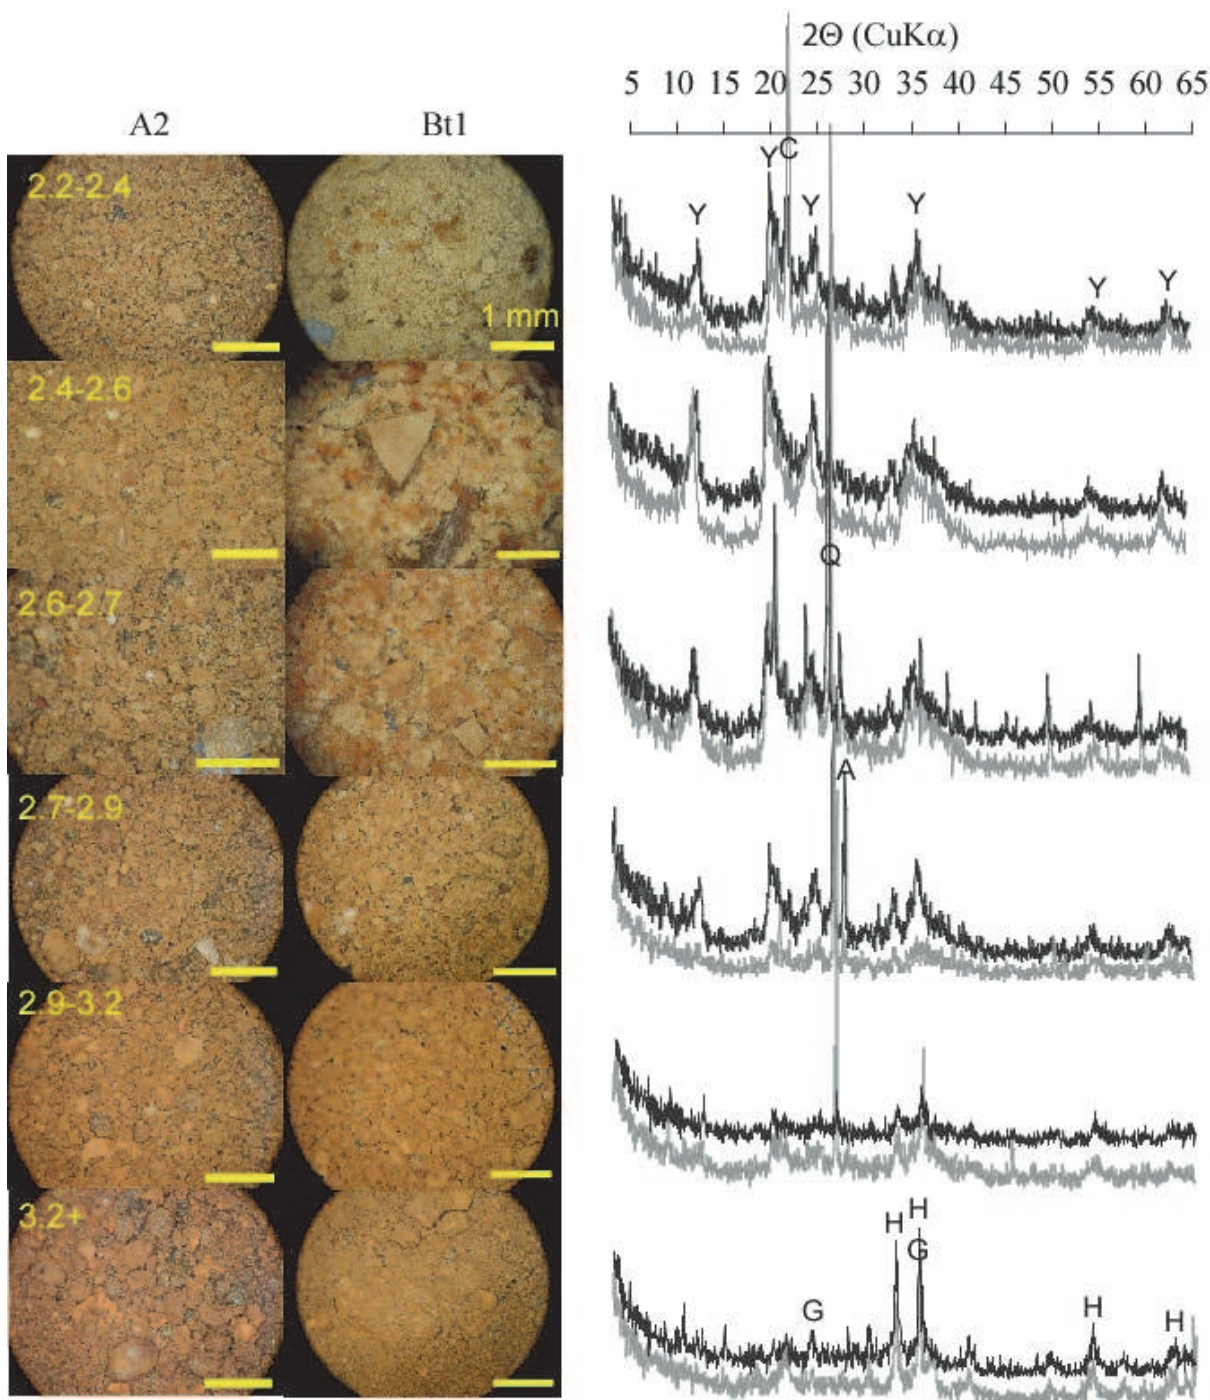 2Θ (CuKα)
5 10 15 20 25 30 35 40 45 50 55 60 65
A2 Bt1
Y C
Y Y Y
Y Y
2.2-2.4
1 mm
2.4-2.6
Q
2.6-2.7
A
2.7-2.9
2.9-3.2
3.2+
H
H
G
G H H